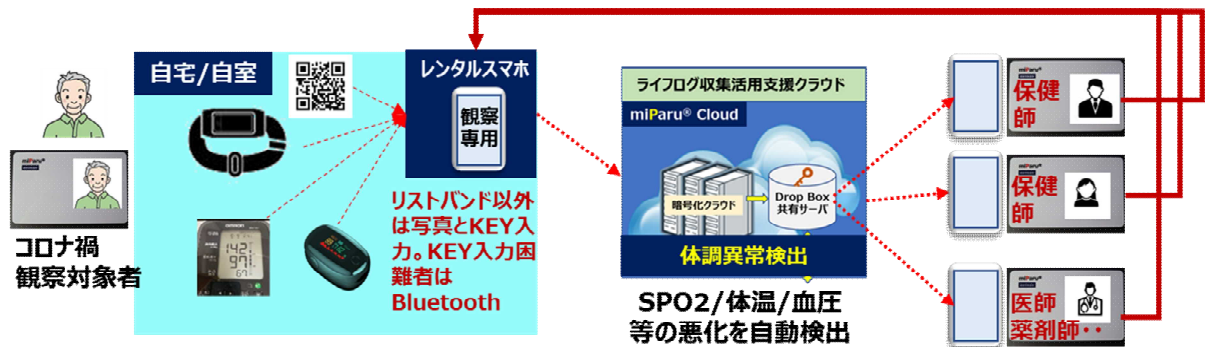 コロナ禍
観察対象者
miParu®
自宅/自室
レンタルスマホ
観察
専用
リストバンド以外
は写真とKEY入
力。KEY入力困
難者は
Bluetooth
OMRON
ライフログ収集活用支援クラウド
miParu® Cloud
暗号化クラウド
Drop Box
共有サーバ
体調異常検出
SPO2/体温/血圧
等の悪化を自動検出
miParu®
保健
師
miParu®
保健
師
miParu®
医師
薬剤師・・